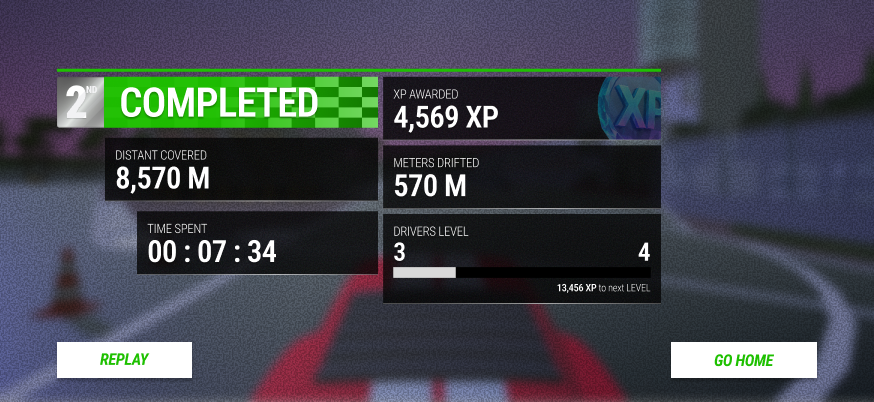 2ND
COMPLETED
DISTANT COVERED
8,570 M
TIME SPENT
00 : 07 : 34
XP AWARDED
4,569 XP
XP
METERS DRIFTED
570 M
DRIVERS LEVEL
3 4
13,456 XP to next LEVEL
REPLAY
GO HOME